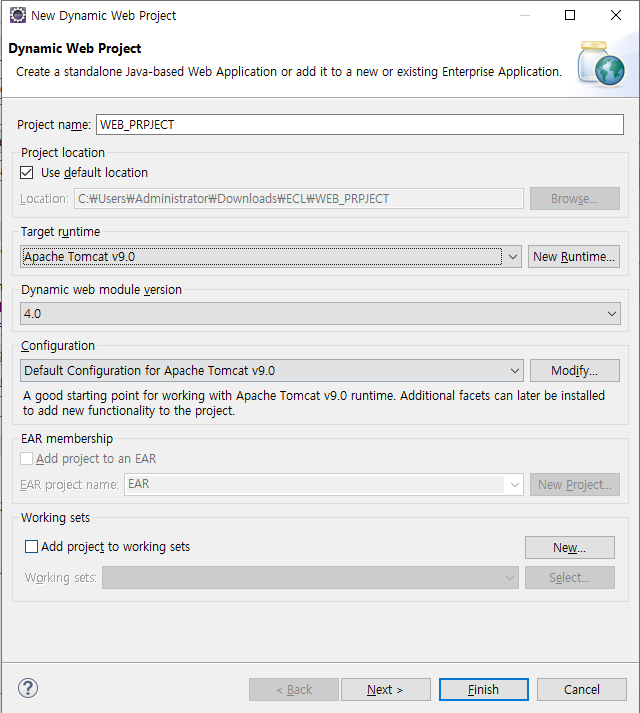 New Dynamic Web Project
Dynamic Web Project
Create a standalone Java-based Web Application or add it to a new or existing Enterprise Application.
Project name: WEB_PRPJECT
Project location
Use default location
Location: C:₩Users₩Administrator₩Downloads₩ECL₩WEB_PRPJECT Browse...
Target runtime
Apache Tomcat v9.0 New Runtime...
Dynamic web module version
4.0
Configuration
Default Configuration for Apache Tomcat v9.0 Modify...
A good starting point for working with Apache Tomcat v9.0 runtime. Additional facets can later be installed
to add new functionality to the project.
EAR membership
Add project to an EAR
EAR project name: EAR New Project...
Working sets
Add project to working sets New...
Working sets: Select...
? < Back Next > Finish Cancel